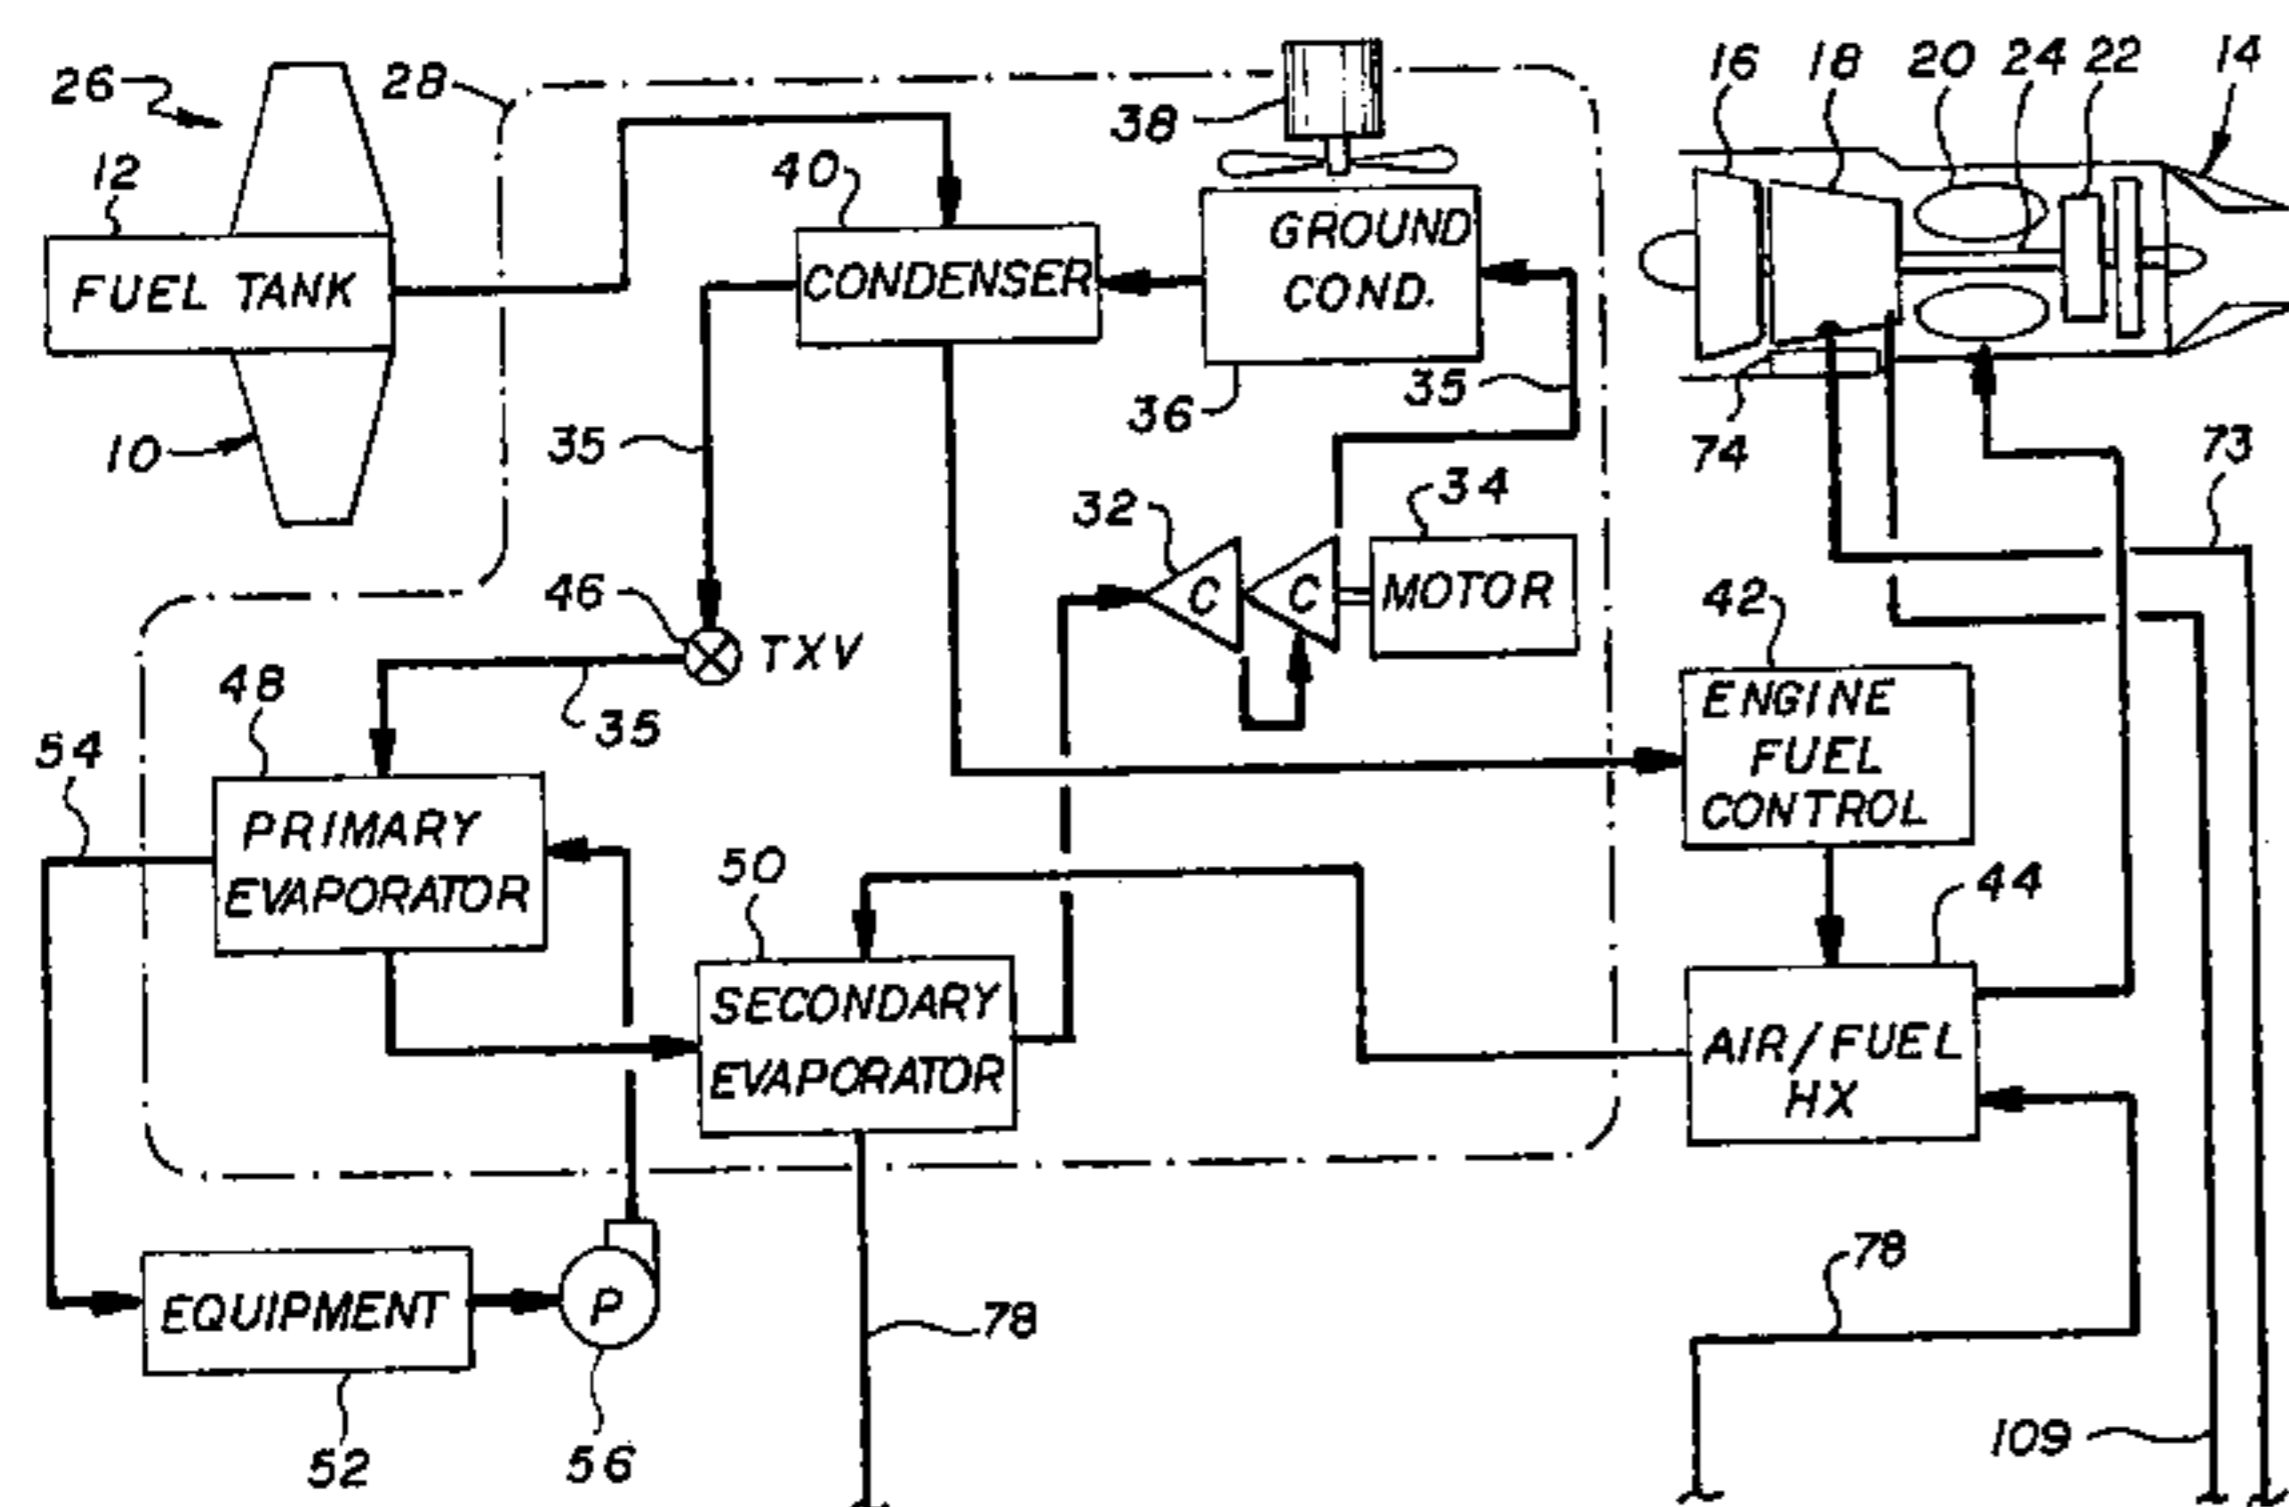 26
28
38
16
18
20
24
22
14
12
40
FUEL TANK
CONDENSER
GROUND
COND.
10
35
36
35
74
73
32
34
46
TXV
C
C
MOTOR
42
48
35
54
ENGINE
FUEL
CONTROL
PRIMARY
EVAPORATOR
50
44
SECONDARY
EVAPORATOR
AIR/FUEL
HX
EQUIPMENT
P
78
78
52
56
109